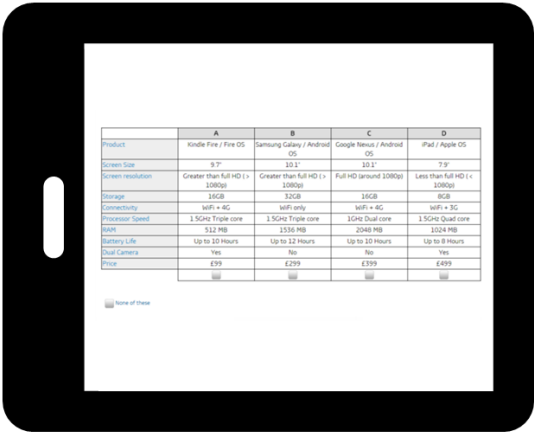 A B C D
Product Kindle Fire / Fire OS Samsung Galaxy / Android OS Google Nexus / Android OS iPad / Apple OS
Screen Size 9.7" 10.1" 10.1" 7.9"
Screen resolution Greater than full HD (> 1080p) Greater than full HD (> 1080p) Full HD (around 1080p) Less than full HD (< 1080p)
Storage 16GB 32GB 16GB 8GB
Connectivity WiFi + 4G WiFi only WiFi + 4G WiFi + 3G
Processor Speed 1.5GHz Triple core 1.5GHz Triple core 1GHz Dual core 1.5GHz Quad core
RAM 512 MB 1536 MB 2048 MB 1024 MB
Battery Life Up to 10 Hours Up to 12 Hours Up to 10 Hours Up to 8 Hours
Dual Camera Yes No No Yes
Price £99 £299 £399 £499
None of these